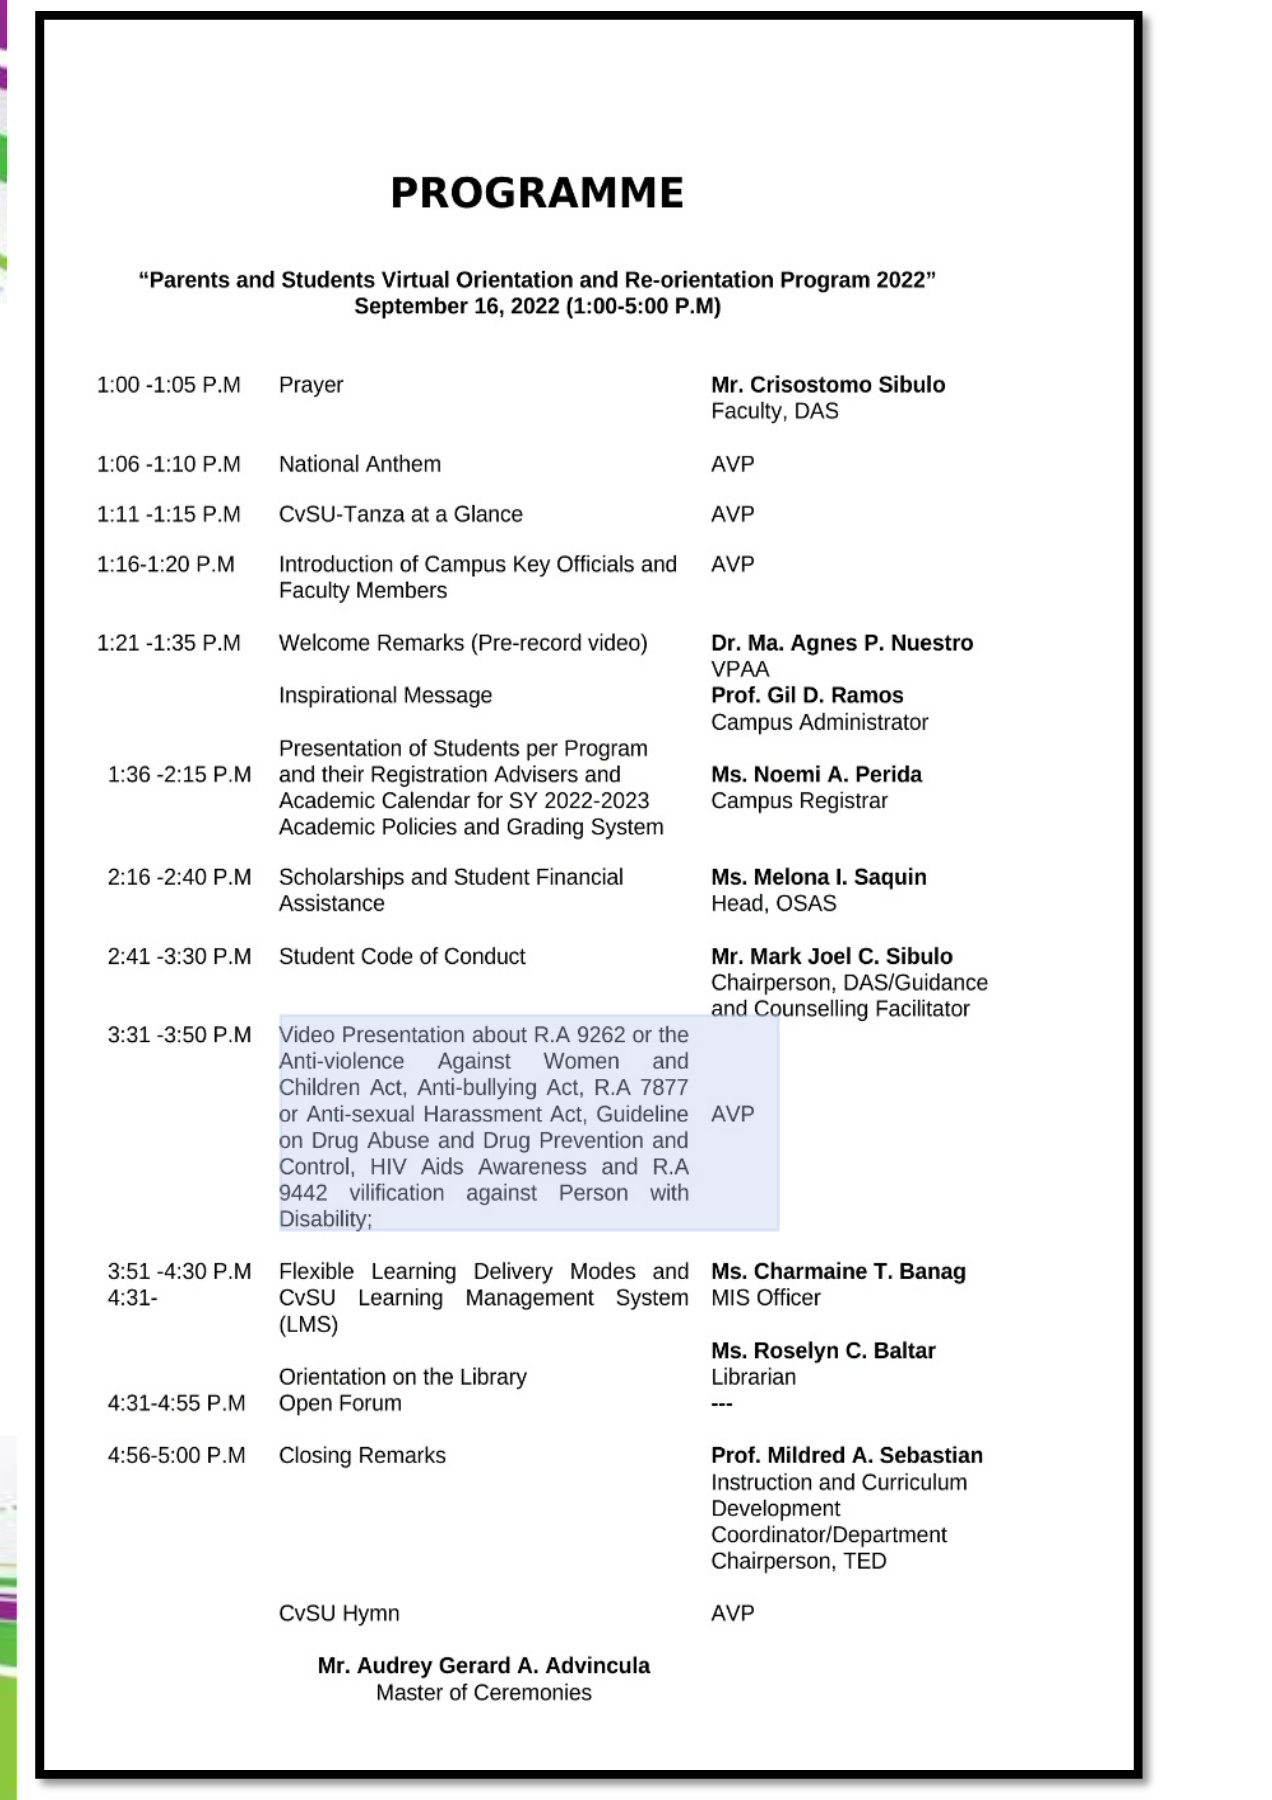 PROGRAMME
“Parents and Students Virtual Orientation and Re-orientation Program 2022”
September 16, 2022 (1:00-5:00 P.M)
1:00 -1:05 P.M Prayer Mr. Crisostomo Sibulo
Faculty, DAS
1:06 -1:10 P.M National Anthem AVP
1:11 -1:15 P.M CvSU-Tanza at a Glance AVP
1:16-1:20 P.M Introduction of Campus Key Officials and AVP
Faculty Members
1:21 -1:35 P.M Welcome Remarks (Pre-record video) Dr. Ma. Agnes P. Nuestro
VPAA
Inspirational Message Prof. Gil D. Ramos
Campus Administrator
Presentation of Students per Program
1:36 -2:15 P.M and their Registration Advisers and Ms. Noemi A. Perida
Academic Calendar for SY 2022-2023 Campus Registrar
Academic Policies and Grading System
2:16 -2:40 P.M Scholarships and Student Financial Ms. Melona I. Saquin
Assistance Head, OSAS
2:41 -3:30 P.M Student Code of Conduct Mr. Mark Joel C. Sibulo
Chairperson, DAS/Guidance
and Counselling Facilitator
3:31 -3:50 P.M Video Presentation about R.A 9262 or the
Anti-violence Against Women and
Children Act, Anti-bullying Act, R.A 7877
or Anti-sexual Harassment Act, Guideline AVP
on Drug Abuse and Drug Prevention and
Control, HIV Aids Awareness and R.A
9442 vilification against Person with
Disability;
3:51 -4:30 P.M Flexible Learning Delivery Modes and Ms. Charmaine T. Banag
4:31- CvSU Learning Management System MIS Officer
(LMS)
Ms. Roselyn C. Baltar
Orientation on the Library Librarian
4:31-4:55 P.M Open Forum ---
4:56-5:00 P.M Closing Remarks Prof. Mildred A. Sebastian
Instruction and Curriculum
Development
Coordinator/Department
Chairperson, TED
CvSU Hymn AVP
Mr. Audrey Gerard A. Advincula
Master of Ceremonies